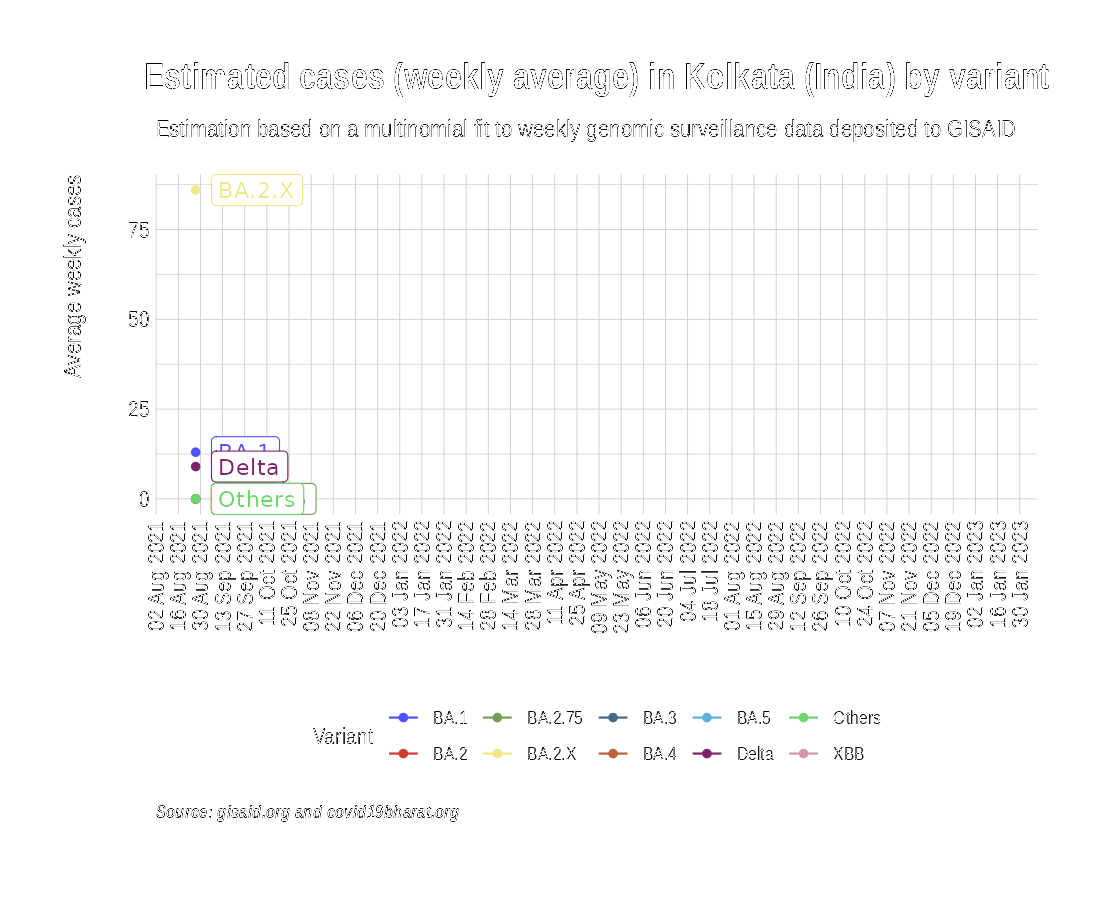 Estimated cases (weekly average) in Kolkata (India) by variant
Estimation based on a multinomial fit to weekly genomic surveillance data deposited to GISAID
Average weekly cases
75
50
25
0
BA.2.X
BA.1
Delta
Others
02 Aug 2021
16 Aug 2021
30 Aug 2021
13 Sep 2021
27 Sep 2021
11 Oct 2021
25 Oct 2021
08 Nov 2021
22 Nov 2021
06 Dec 2021
20 Dec 2021
03 Jan 2022
17 Jan 2022
31 Jan 2022
14 Feb 2022
28 Feb 2022
14 Mar 2022
28 Mar 2022
11 Apr 2022
25 Apr 2022
09 May 2022
23 May 2022
06 Jun 2022
20 Jun 2022
04 Jul 2022
18 Jul 2022
01 Aug 2022
15 Aug 2022
29 Aug 2022
12 Sep 2022
26 Sep 2022
10 Oct 2022
24 Oct 2022
07 Nov 2022
21 Nov 2022
05 Dec 2022
19 Dec 2022
02 Jan 2023
16 Jan 2023
30 Jan 2023
Variant
BA.1 BA.2.75 BA.3 BA.5 Others
BA.2 BA.2.X BA.4 Delta XBB
Source: gisaid.org and covid19bharat.org